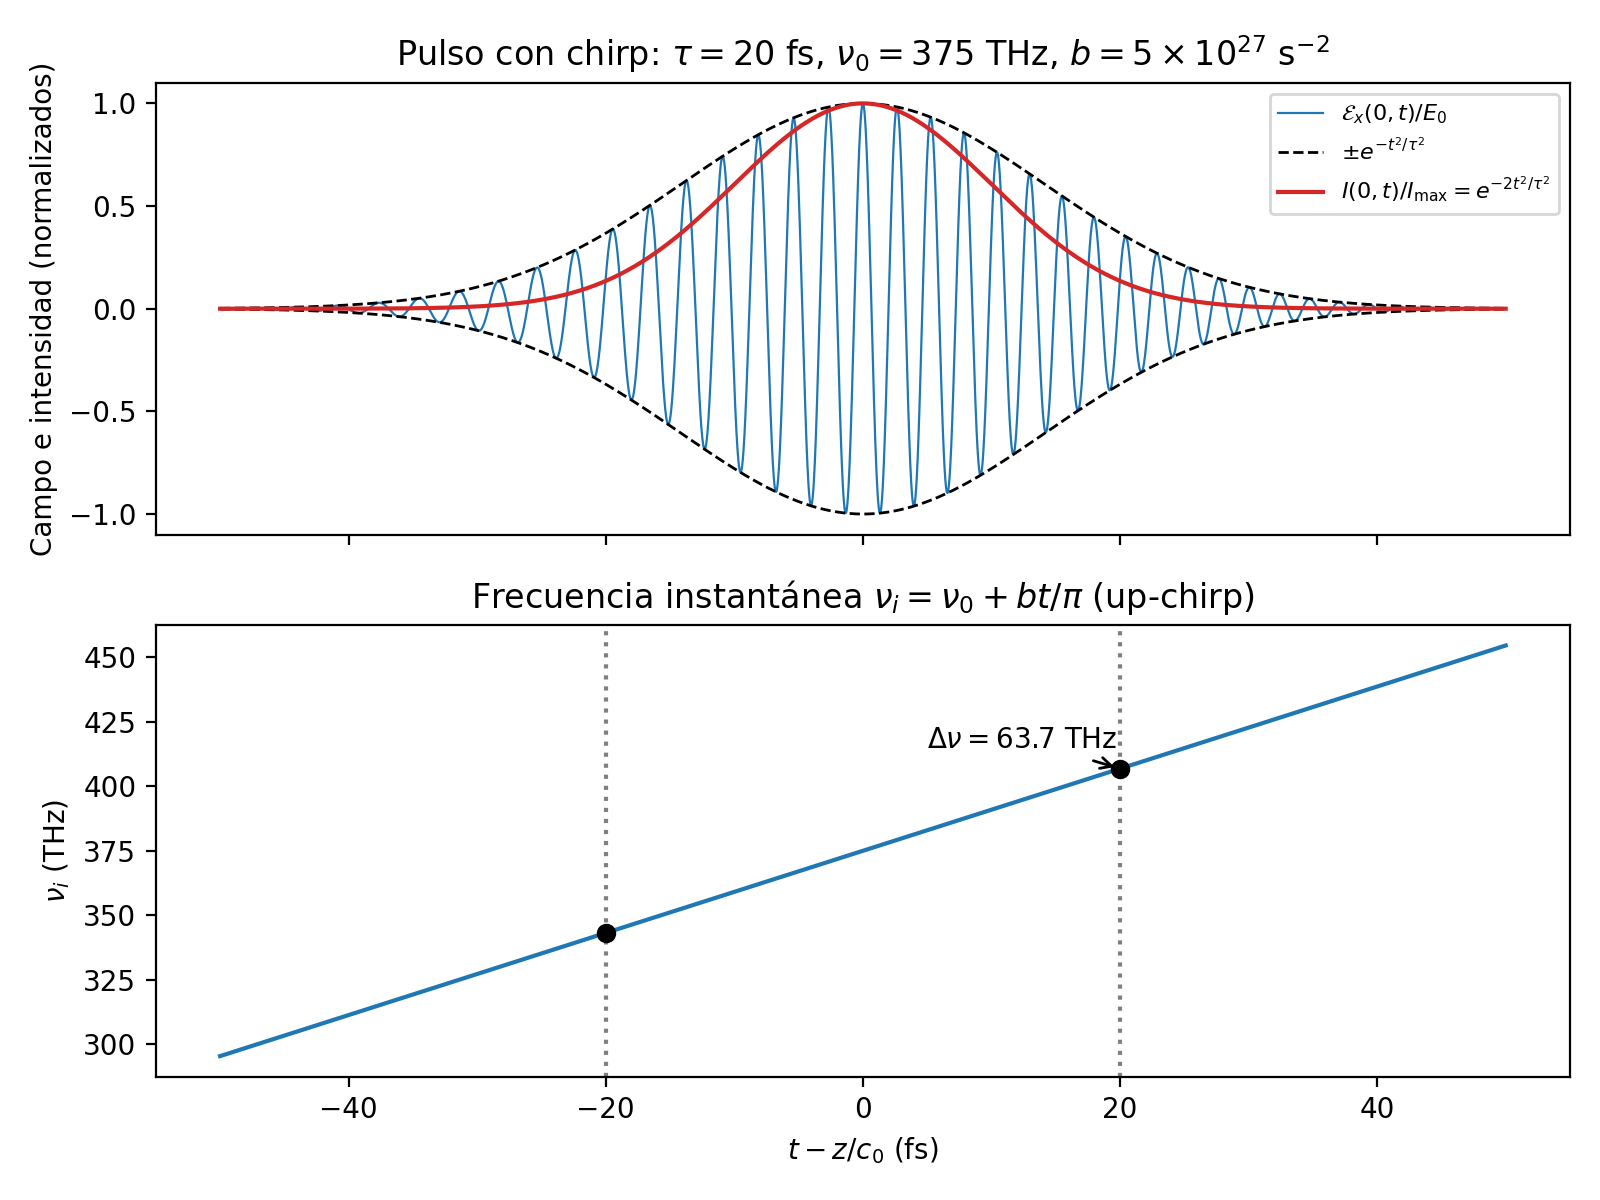 Pulso con chirp: τ = 20 fs, ν₀ = 375 THz, b = 5 × 10²⁷ s⁻²
Campo e intensidad (normalizados)
1.0
0.5
0.0
−0.5
−1.0
ℰₓ(0, t)/E₀
±e^{−t²/τ²}
I(0, t)/I_max = e^{−2t²/τ²}
Frecuencia instantánea νᵢ = ν₀ + bt/π (up-chirp)
νᵢ (THz)
450
425
400
375
350
325
300
Δν = 63.7 THz
−40
−20
0
20
40
t − z/c₀ (fs)